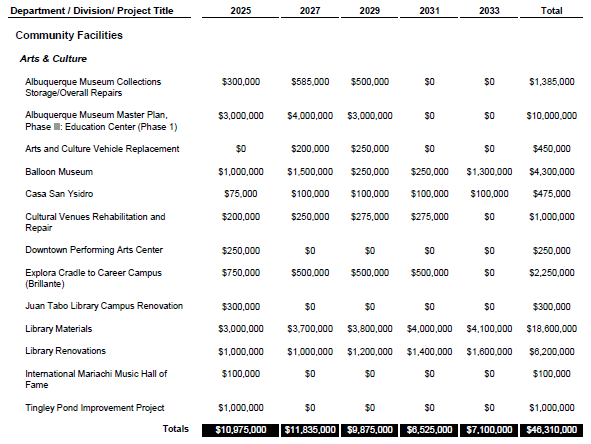 Department / Division/ Project Title 2025 2027 2029 2031 2033 Total
Community Facilities
Arts & Culture
Albuquerque Museum Collections $300,000 $585,000 $500,000 $0 $0 $1,385,000
Storage/Overall Repairs
Albuquerque Museum Master Plan, $3,000,000 $4,000,000 $3,000,000 $0 $0 $10,000,000
Phase III: Education Center (Phase 1)
Arts and Culture Vehicle Replacement $0 $200,000 $250,000 $0 $0 $450,000
Balloon Museum $1,000,000 $1,500,000 $250,000 $250,000 $1,300,000 $4,300,000
Casa San Ysidro $75,000 $100,000 $100,000 $100,000 $100,000 $475,000
Cultural Venues Rehabilitation and $200,000 $250,000 $275,000 $275,000 $0 $1,000,000
Repair
Downtown Performing Arts Center $250,000 $0 $0 $0 $0 $250,000
Explora Cradle to Career Campus $750,000 $500,000 $500,000 $500,000 $0 $2,250,000
(Brillante)
Juan Tabo Library Campus Renovation $300,000 $0 $0 $0 $0 $300,000
Library Materials $3,000,000 $3,700,000 $3,800,000 $4,000,000 $4,100,000 $18,600,000
Library Renovations $1,000,000 $1,000,000 $1,200,000 $1,400,000 $1,600,000 $6,200,000
International Mariachi Music Hall of $100,000 $0 $0 $0 $0 $100,000
Fame
Tingley Pond Improvement Project $1,000,000 $0 $0 $0 $0 $1,000,000
Totals $10,975,000 $11,835,000 $9,875,000 $6,525,000 $7,100,000 $46,310,000